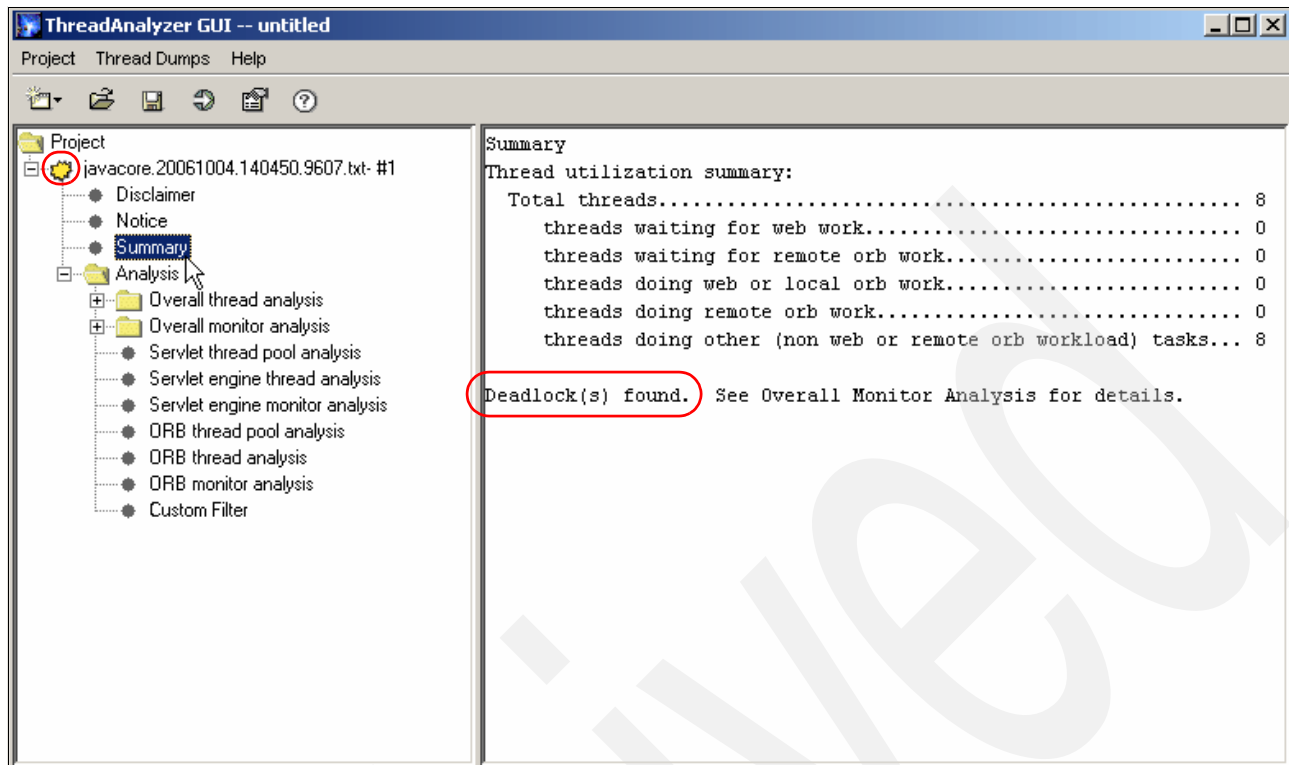 ThreadAnalyzer GUI -- untitled
Project Thread Dumps Help
Project
javacore.20061004.140450.9607.txt- #1
Disclaimer
Notice
Summary
Analysis
Overall thread analysis
Overall monitor analysis
Servlet thread pool analysis
Servlet engine thread analysis
Servlet engine monitor analysis
ORB thread pool analysis
ORB thread analysis
ORB monitor analysis
Custom Filter
Summary
Thread utilization summary:
Total threads................................................... 8
threads waiting for web work................................. 0
threads waiting for remote orb work.......................... 0
threads doing web or local orb work.......................... 0
threads doing remote orb work................................ 0
threads doing other (non web or remote orb workload) tasks... 8
Deadlock(s) found. See Overall Monitor Analysis for details.
ived